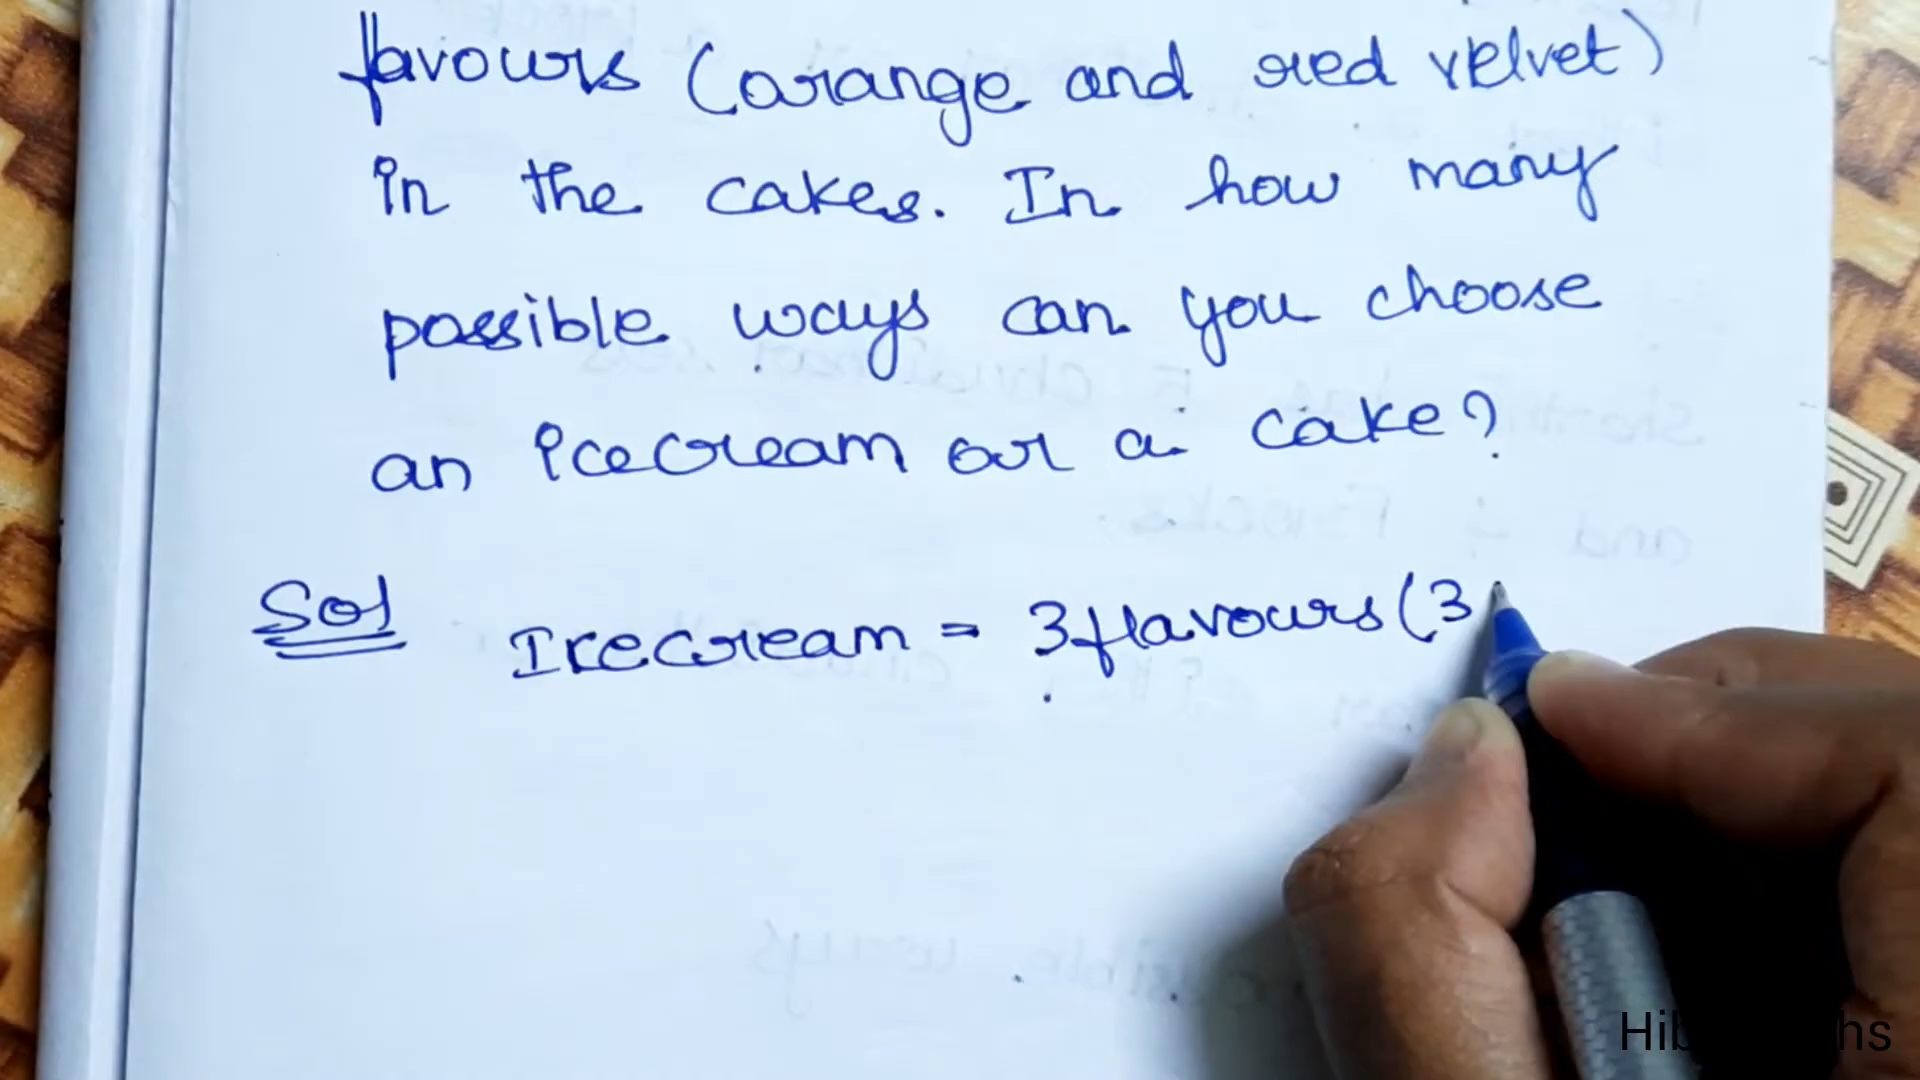 flavours (orange and red velvet)
in the cakes. In how many
possible ways can you choose
an icecream or a cake?
Sol Icecream = 3 flavours (3